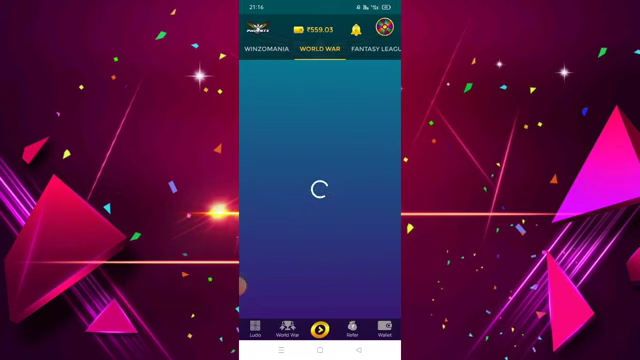 21:16
₹559.03
WINZOMANIA WORLD WAR FANTASY LEAGU
Ludo World War Refer Wallet